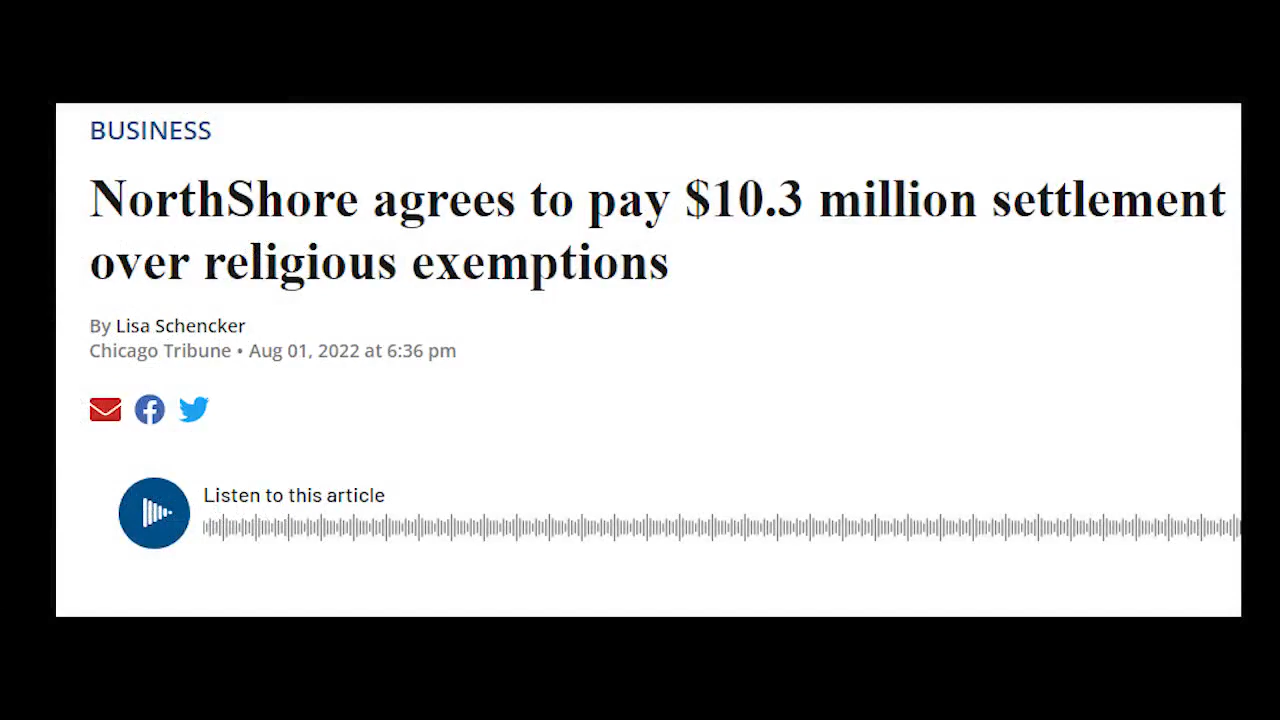 BUSINESS
NorthShore agrees to pay $10.3 million settlement
over religious exemptions
By Lisa Schencker
Chicago Tribune • Aug 01, 2022 at 6:36 pm
Listen to this article